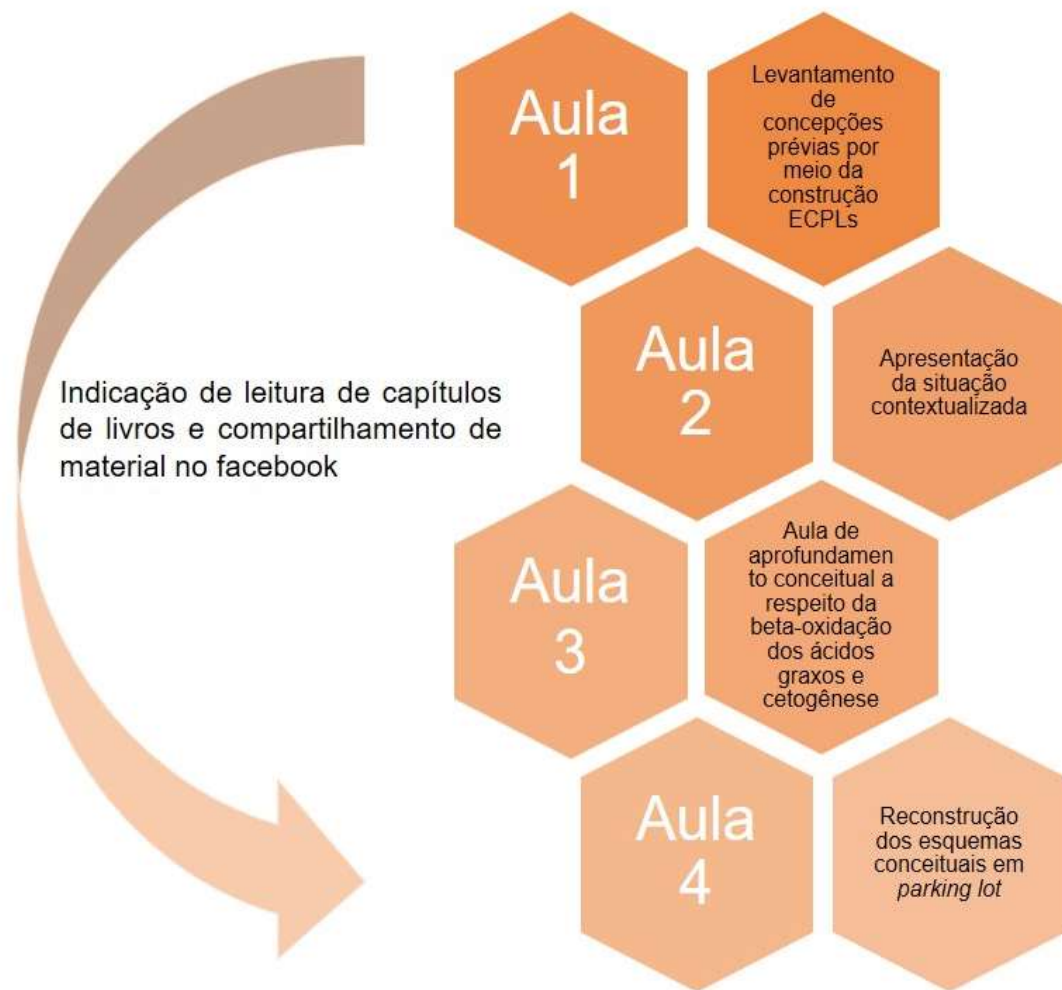 Aula
1
Levantamento
de
concepções
prévias por
meio da
construção
ECPLs
Aula
2
Apresentação
da situação
contextualizada
Indicação de leitura de capítulos
de livros e compartilhamento de
material no facebook
Aula
3
Aula de
aprofundamen
to conceitual a
respeito da
beta-oxidação
dos ácidos
graxos e
cetogênese
Aula
4
Reconstrução
dos esquemas
conceituais em
parking lot